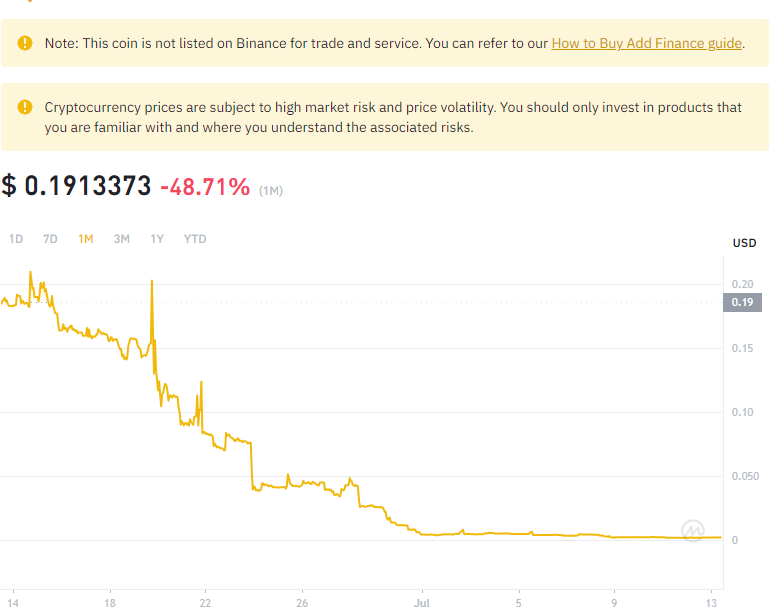 Note: This coin is not listed on Binance for trade and service. You can refer to our How to Buy Add Finance guide.
Cryptocurrency prices are subject to high market risk and price volatility. You should only invest in products that
you are familiar with and where you understand the associated risks.
$ 0.1913373 -48.71% (1M)
1D 7D 1M 3M 1Y YTD
USD
0.20
0.19
0.15
0.10
0.050
0
14 18 22 26 Jul 5 9 13